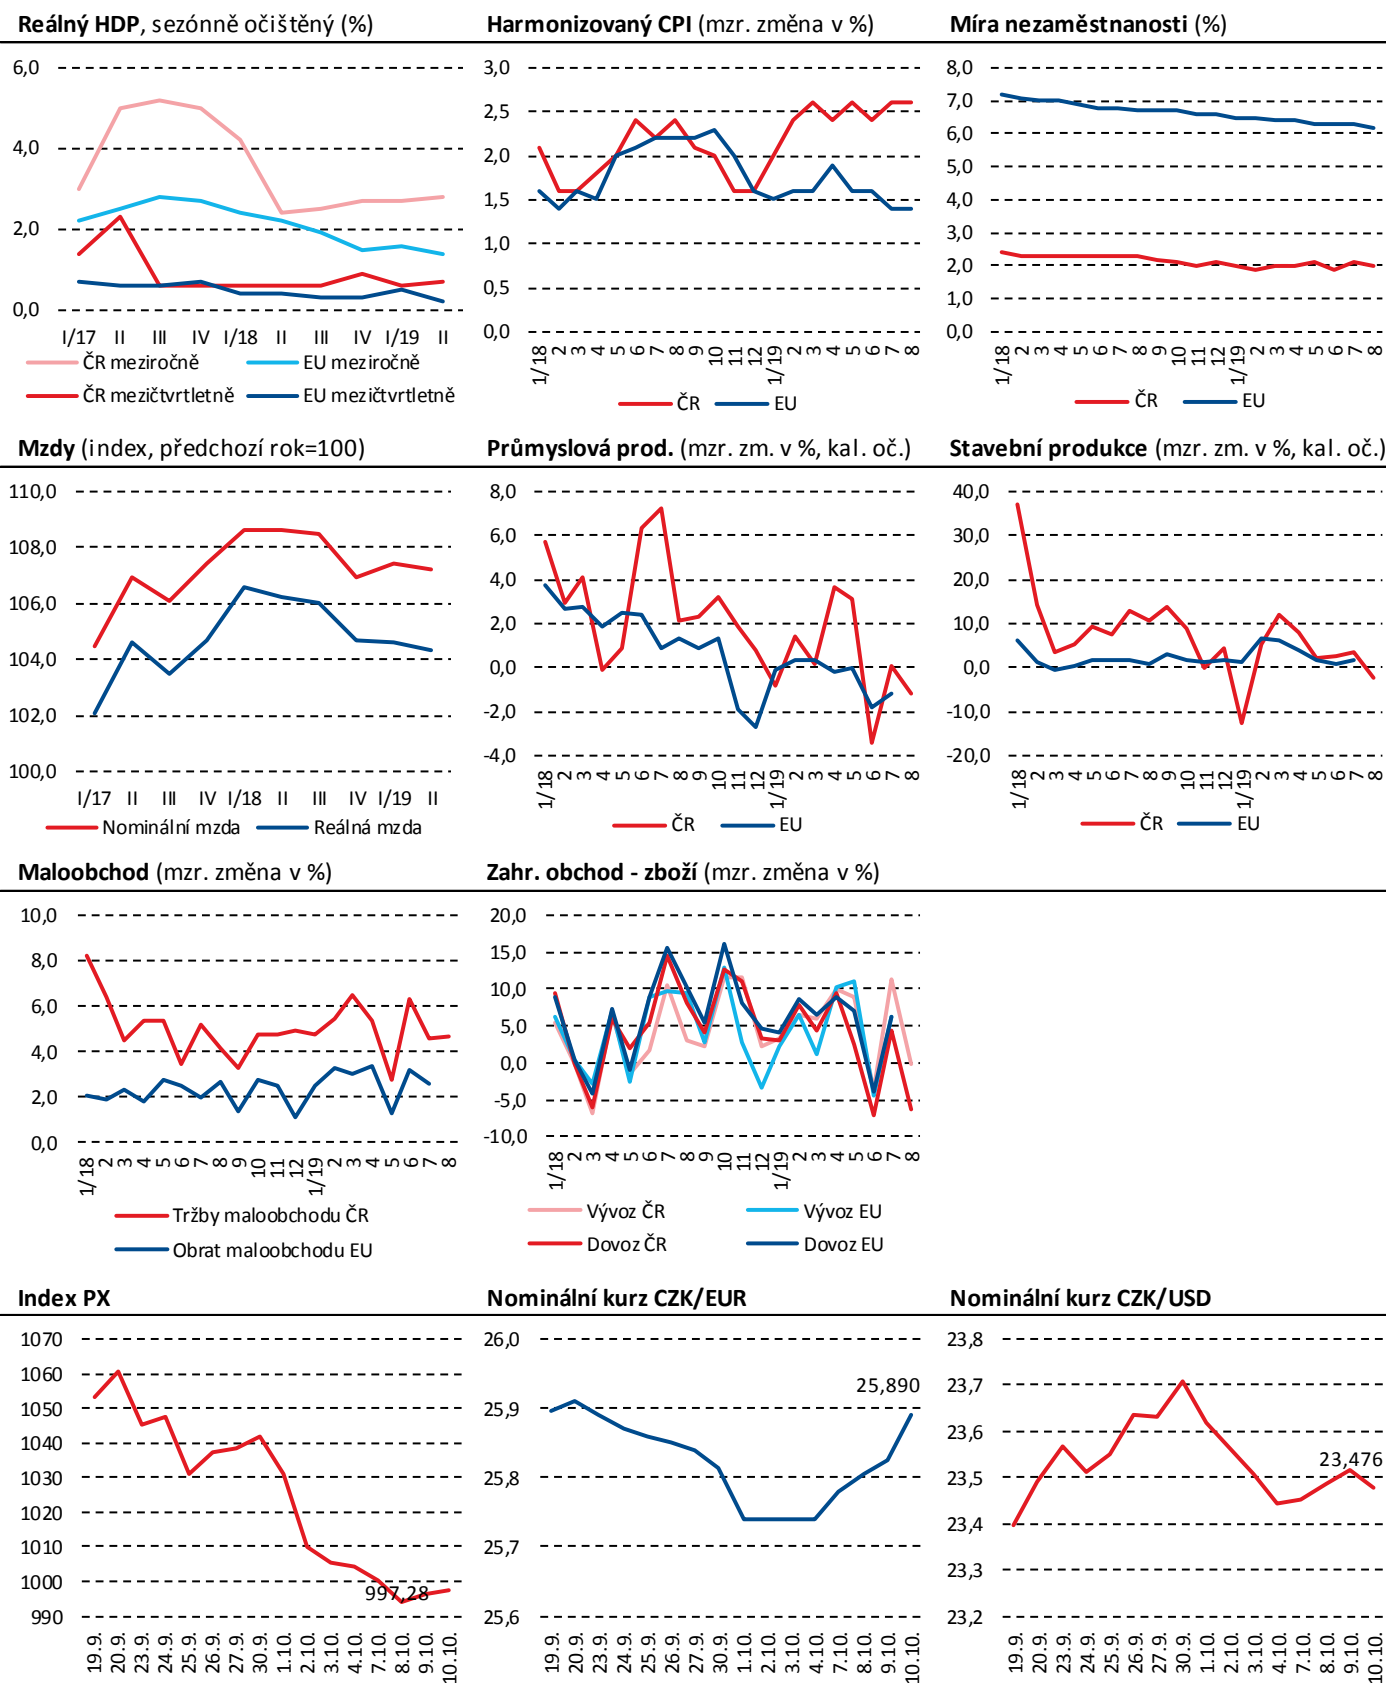 Reálný HDP, sezónně očištěný (%)
6,0
4,0
2,0
0,0
I/17 II III IV I/18 II III IV I/19 II
ČR meziročně EU meziročně
ČR mezičtvrtletně EU mezičtvrtletně
Harmonizovaný CPI (mzr. změna v %)
3,0
2,5
2,0
1,5
1,0
0,5
0,0
1/18 2 3 4 5 6 7 8 9 10 11 12 1/19 2 3 4 5 6 7 8
ČR EU
Míra nezaměstnanosti (%)
8,0
7,0
6,0
5,0
4,0
3,0
2,0
1,0
0,0
1/18 2 3 4 5 6 7 8 9 10 11 12 1/19 2 3 4 5 6 7 8
ČR EU
Mzdy (index, předchozí rok=100)
110,0
108,0
106,0
104,0
102,0
100,0
I/17 II III IV I/18 II III IV I/19 II
Nominální mzda Reálná mzda
Průmyslová prod. (mzr. zm. v %, kal. oč.)
8,0
6,0
4,0
2,0
0,0
-2,0
-4,0
1/18 2 3 4 5 6 7 8 9 10 11 12 1/19 2 3 4 5 6 7 8
ČR EU
Stavební produkce (mzr. zm. v %, kal. oč.)
40,0
30,0
20,0
10,0
0,0
-10,0
-20,0
1/18 2 3 4 5 6 7 8 9 10 11 12 1/19 2 3 4 5 6 7 8
ČR EU
Maloobchod (mzr. změna v %)
10,0
8,0
6,0
4,0
2,0
0,0
1/18 2 3 4 5 6 7 8 9 10 11 12 1/19 2 3 4 5 6 7 8
Tržby maloobchodu ČR
Obrat maloobchodu EU
Zahr. obchod - zboží (mzr. změna v %)
20,0
15,0
10,0
5,0
0,0
-5,0
-10,0
1/18 2 3 4 5 6 7 8 9 10 11 12 1/19 2 3 4 5 6 7 8
Vývoz ČR Vývoz EU
Dovoz ČR Dovoz EU
Index PX
1070
1060
1050
1040
1030
1020
1010
1000
990
997,28
19.9. 20.9. 23.9. 24.9. 25.9. 26.9. 27.9. 30.9. 1.10. 2.10. 3.10. 4.10. 7.10. 8.10. 9.10. 10.10.
Nominální kurz CZK/EUR
26,0
25,9
25,8
25,7
25,6
25,890
19.9. 20.9. 23.9. 24.9. 25.9. 26.9. 27.9. 30.9. 1.10. 2.10. 3.10. 4.10. 7.10. 8.10. 9.10. 10.10.
Nominální kurz CZK/USD
23,8
23,7
23,6
23,5
23,4
23,3
23,2
23,476
19.9. 20.9. 23.9. 24.9. 25.9. 26.9. 27.9. 30.9. 1.10. 2.10. 3.10. 4.10. 7.10. 8.10. 9.10. 10.10.